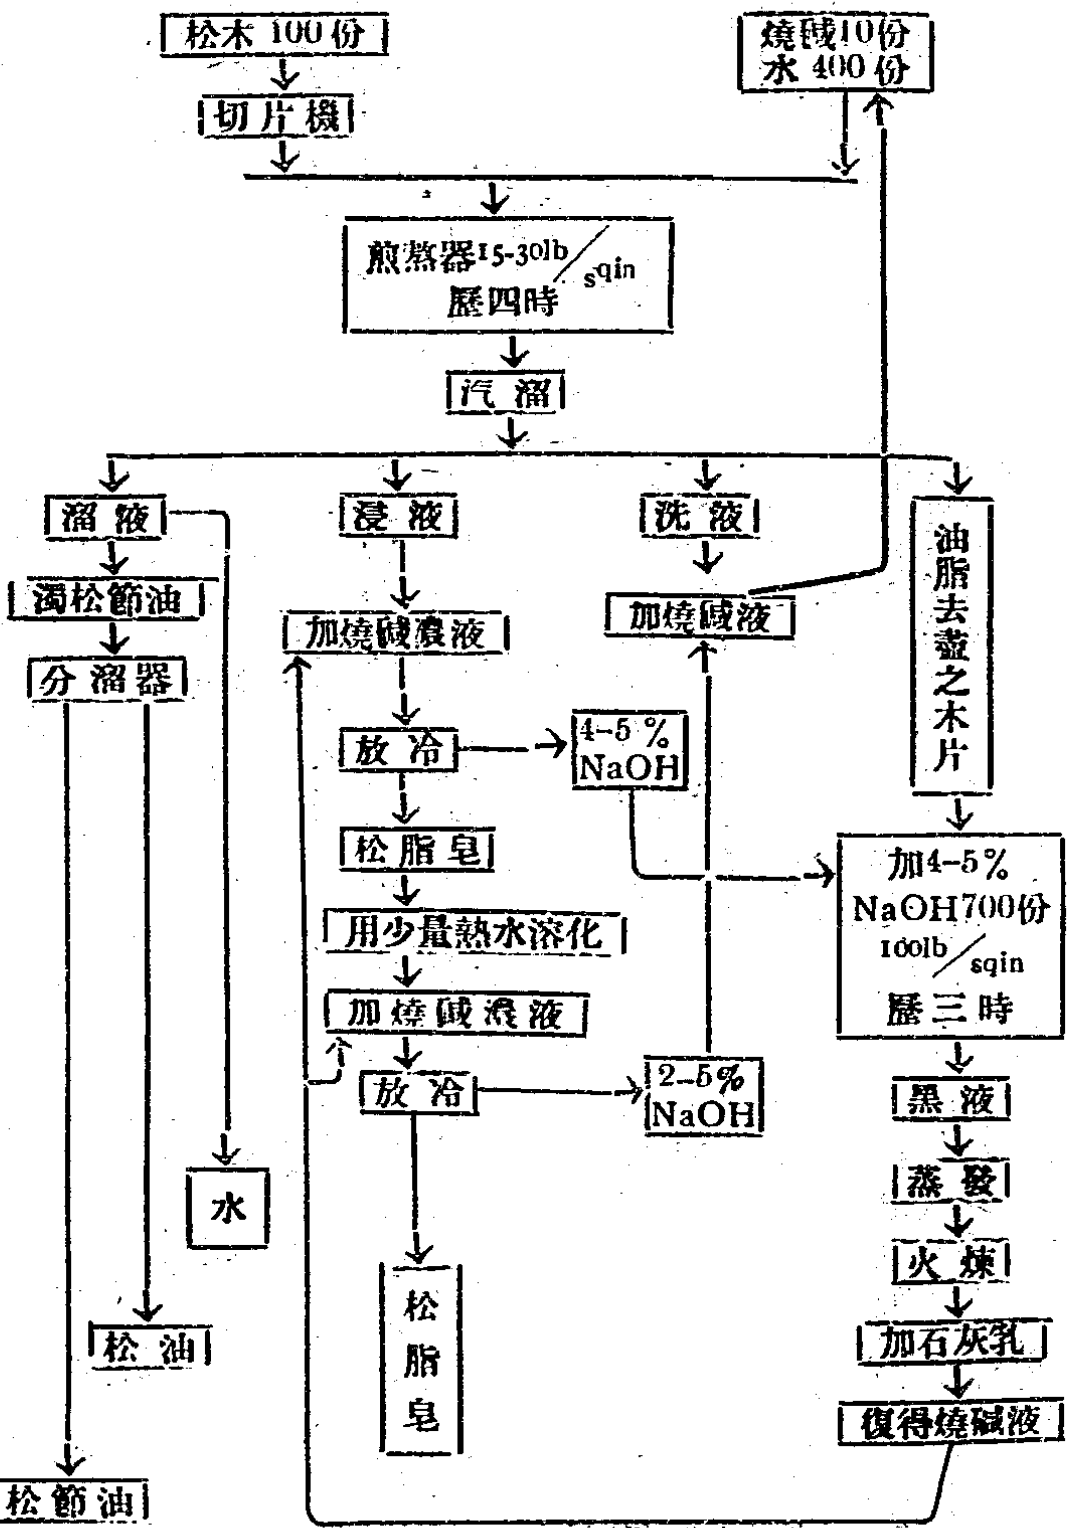 松木 100份
燒碱10份
水 400份
切片機
煎熬器15-30lb/sqin
歷四時
汽溜
溜液
浸液
洗液
油脂去盡之木片
濁松節油
加燒碱濃液
加燒碱液
分溜器
放冷
4-5%
NaOH
松脂皂
加4-5%
NaOH700份
100lb/sqin
歷三時
用少量熱水溶化
加燒碱濃液
放冷
2-5%
NaOH
黑液
蒸發
水
火煉
松脂皂
松油
加石灰乳
復得燒碱液
松節油